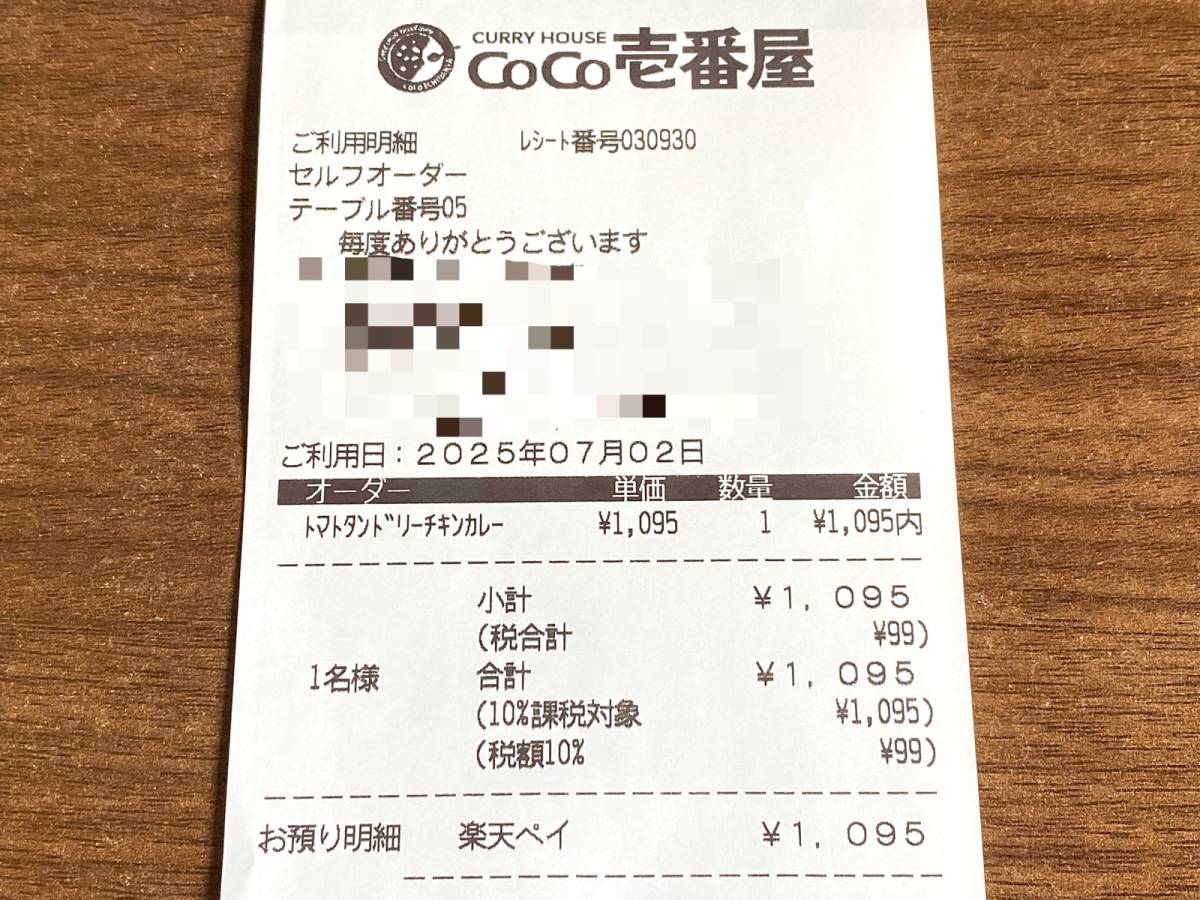 CURRY HOUSE
CoCo壱番屋
ご利用明細 ﾚｼｰﾄ番号030930
セルフオーダー
テーブル番号05
毎度ありがとうございます
ご利用日：２０２５年０７月０２日
オーダー 単価 数量 金額
ﾄﾏﾄﾀﾝﾄﾞﾘｰﾁｷﾝｶﾚｰ ¥1,095 1 ¥1,095内
小計 ￥１，０９５
(税合計 ¥99)
1名様 合計 ￥１，０９５
(10%課税対象 ¥1,095)
(税額10% ¥99)
お預り明細 楽天ペイ ￥１，０９５